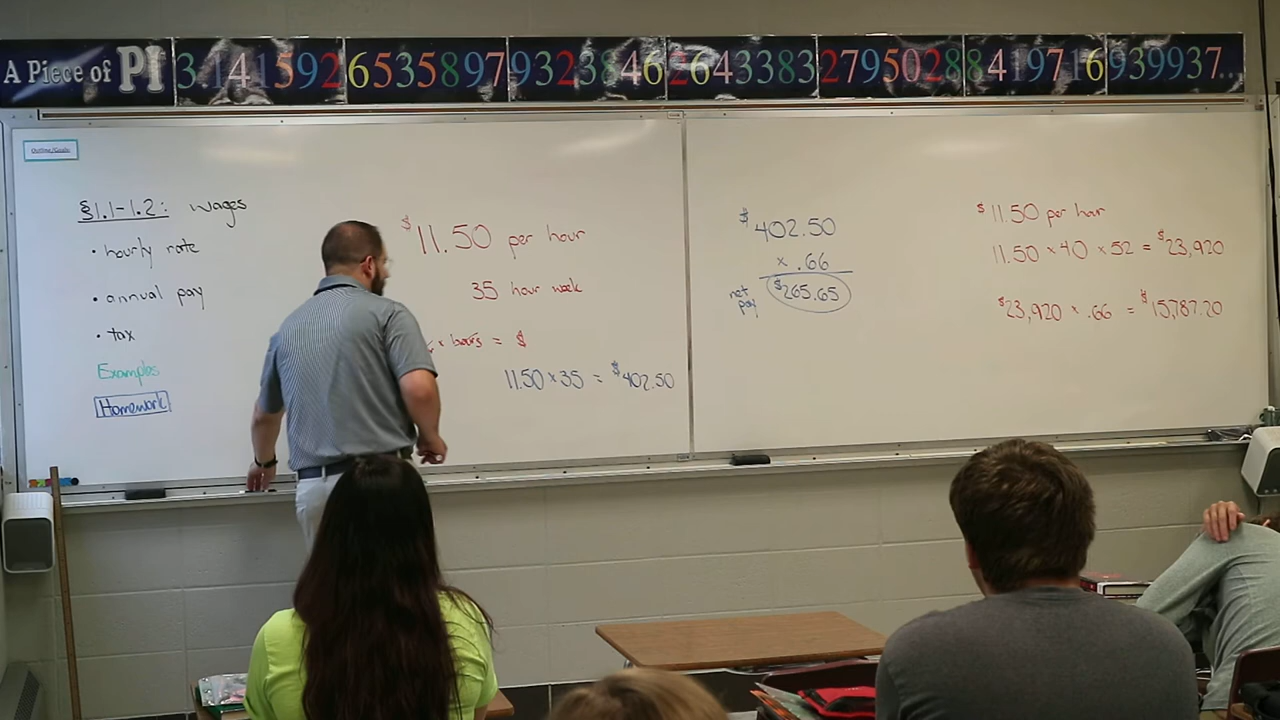 A Piece of PI 3.14159265358979323846264338327950288419716939937...
Outline/Goals
§1.1-1.2: wages
• hourly rate
• annual pay
• tax
Examples
Homework
$11.50 per hour
35 hour week
× hours = $
11.50 × 35 = $402.50
$402.50
× .66
net pay $265.65
$11.50 per hour
11.50 × 40 × 52 = $23,920
$23,920 × .66 = $15,787.20